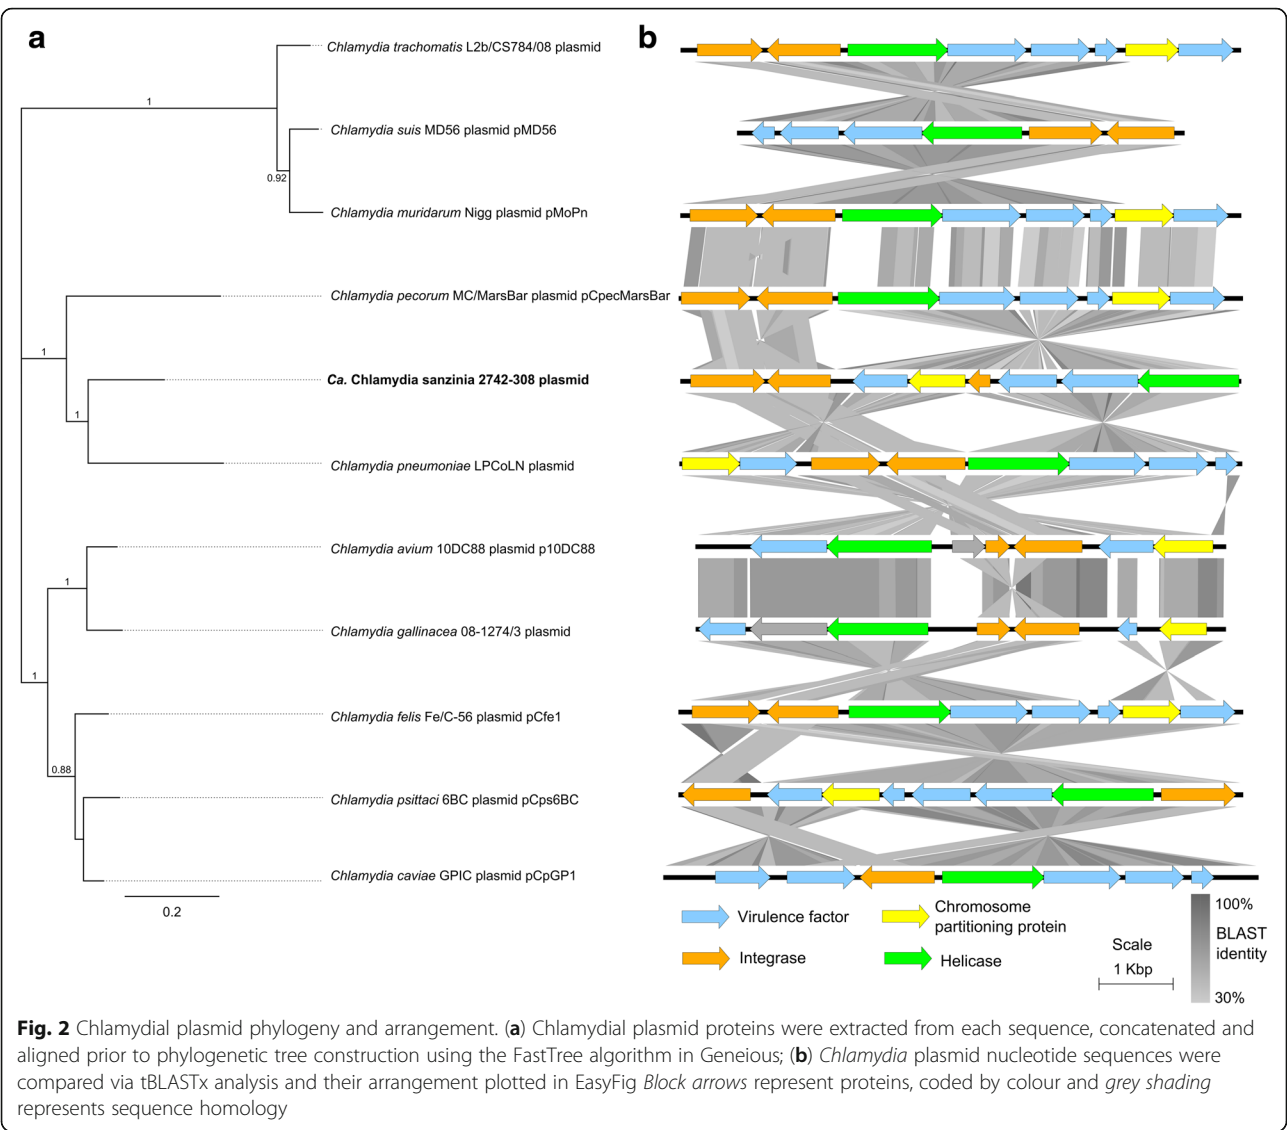 a
b
Chlamydia trachomatis L2b/CS784/08 plasmid
1
Chlamydia suis MD56 plasmid pMD56
0.92
Chlamydia muridarum Nigg plasmid pMoPn
Chlamydia pecorum MC/MarsBar plasmid pCpecMarsBar
1
Ca. Chlamydia sanzinia 2742-308 plasmid
1
Chlamydia pneumoniae LPCoLN plasmid
Chlamydia avium 10DC88 plasmid p10DC88
1
Chlamydia gallinacea 08-1274/3 plasmid
1
Chlamydia felis Fe/C-56 plasmid pCfe1
0.88
Chlamydia psittaci 6BC plasmid pCps6BC
Chlamydia caviae GPIC plasmid pCpGP1
0.2
Virulence factor
Chromosome
partitioning protein
Integrase
Helicase
Scale
1 Kbp
100%
BLAST
identity
30%
Fig. 2 Chlamydial plasmid phylogeny and arrangement. (a) Chlamydial plasmid proteins were extracted from each sequence, concatenated and
aligned prior to phylogenetic tree construction using the FastTree algorithm in Geneious; (b) Chlamydia plasmid nucleotide sequences were
compared via tBLASTx analysis and their arrangement plotted in EasyFig Block arrows represent proteins, coded by colour and grey shading
represents sequence homology